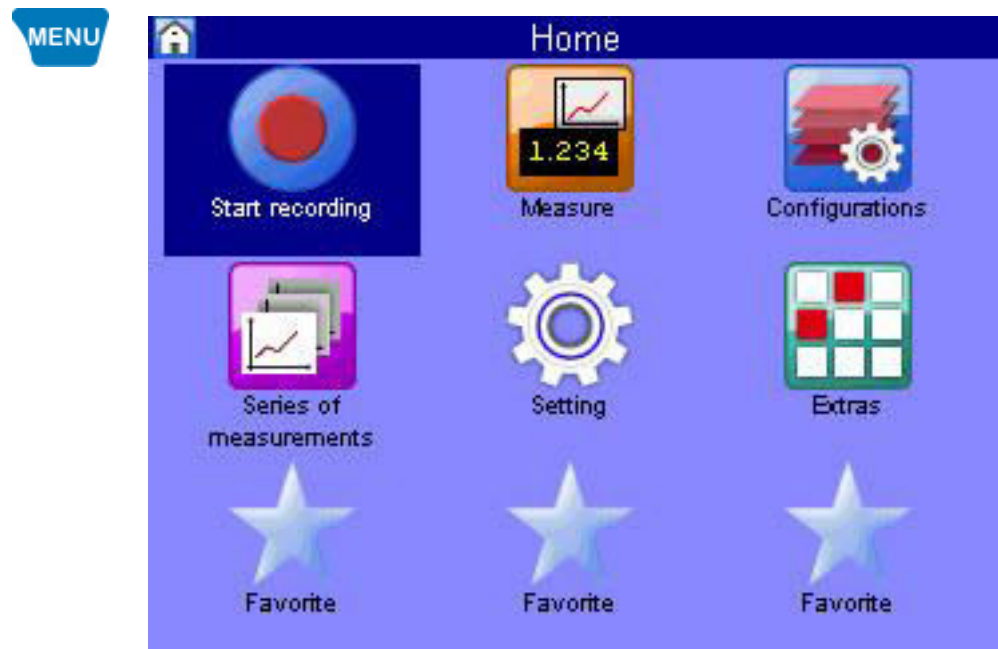 MENU
Home
1.234
Start recording
Measure
Configurations
Series of
measurements
Setting
Extras
Favorite
Favorite
Favorite